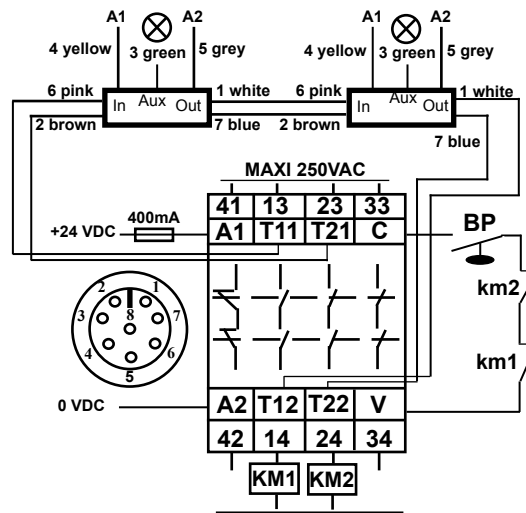 A1 A2 A1 A2
4 yellow 3 green 5 grey 4 yellow 3 green 5 grey
6 pink 1 white 6 pink 1 white
In Aux Out In Aux Out
2 brown 7 blue 2 brown
7 blue
MAXI 250VAC
41 13 23 33
400mA
+24 VDC A1 T11 T21 C BP
km2
2 1
3 8 7
4 6
5
km1
0 VDC A2 T12 T22 V
42 14 24 34
KM1 KM2